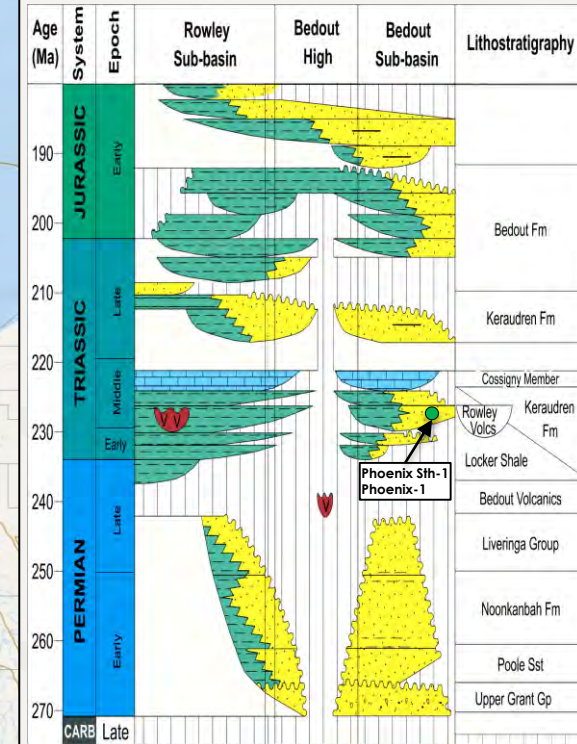 Age
(Ma)
System
Epoch
Rowley
Sub-basin
Bedout
High
Bedout
Sub-basin
Lithostratigraphy
JURASSIC
Early
190
200
Bedout Fm
TRIASSIC
Late
210
Keraudren Fm
220
Middle
Cossigny Member
Keraudren
Fm
V V
Rowley
Volcs
230
Early
Locker Shale
Phoenix Sth-1
Phoenix-1
PERMIAN
Late
240
V
Bedout Volcanics
Liveringa Group
250
Early
Noonkanbah Fm
260
Poole Sst
Upper Grant Gp
270
CARB
Late